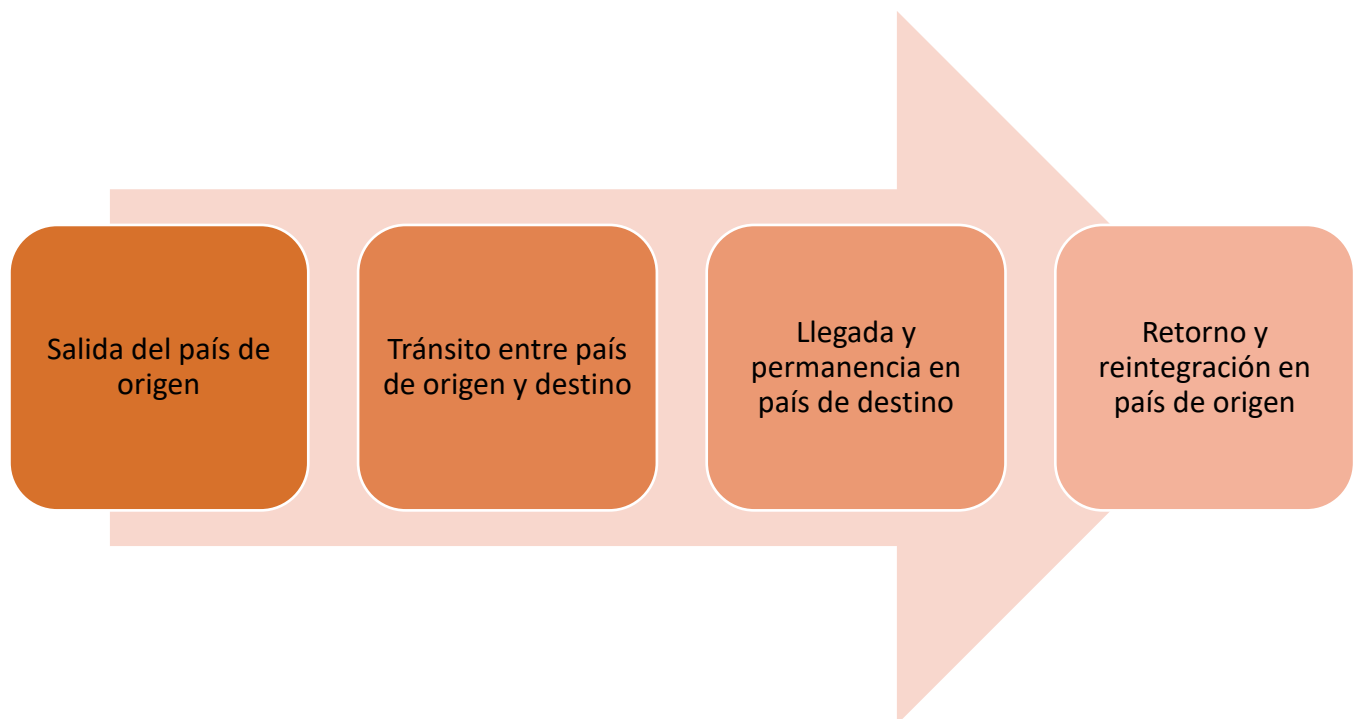 Salida del país de
origen
Tránsito entre país
de origen y destino
Llegada y
permanencia en
país de destino
Retorno y
reintegración en
país de origen